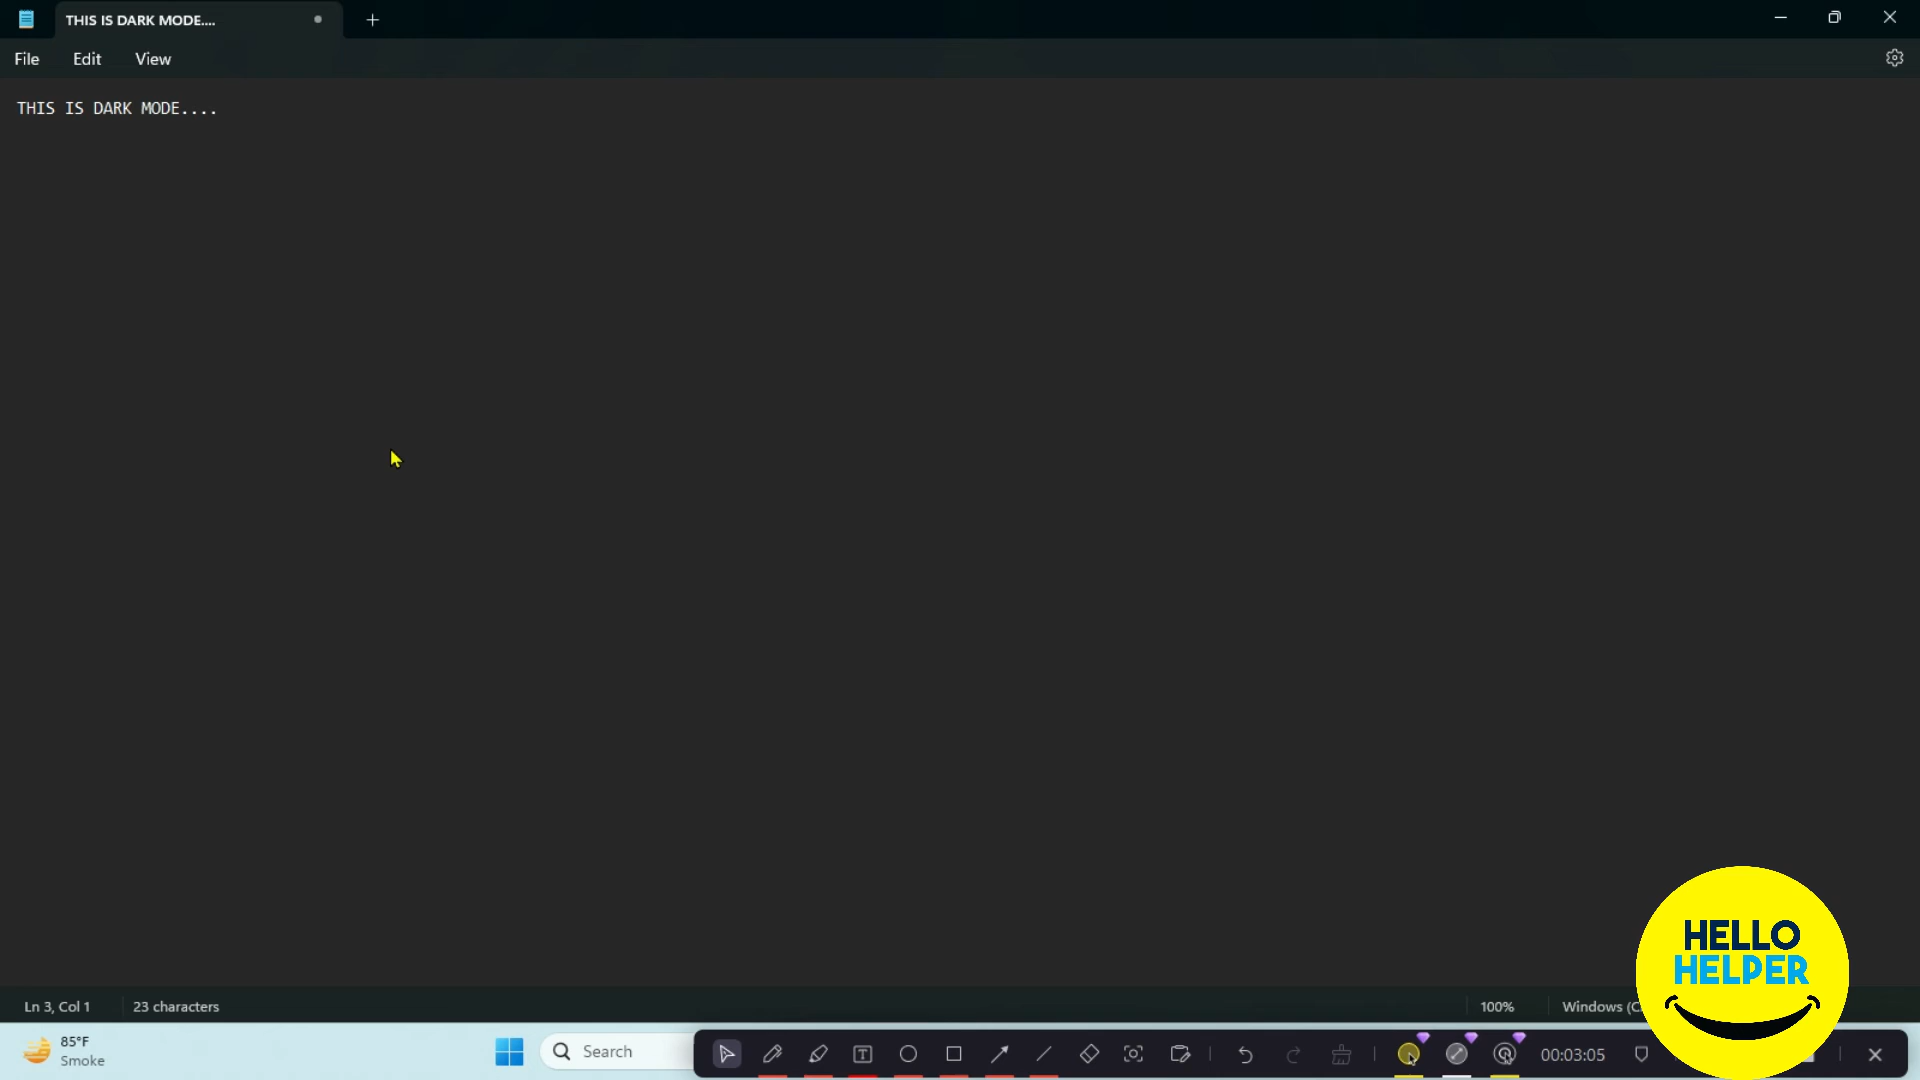 THIS IS DARK MODE....
File Edit View
THIS IS DARK MODE....
Ln 3, Col 1 23 characters 100% Windows (C
HELLO
HELPER
85°F
Smoke
Search
00:03:05